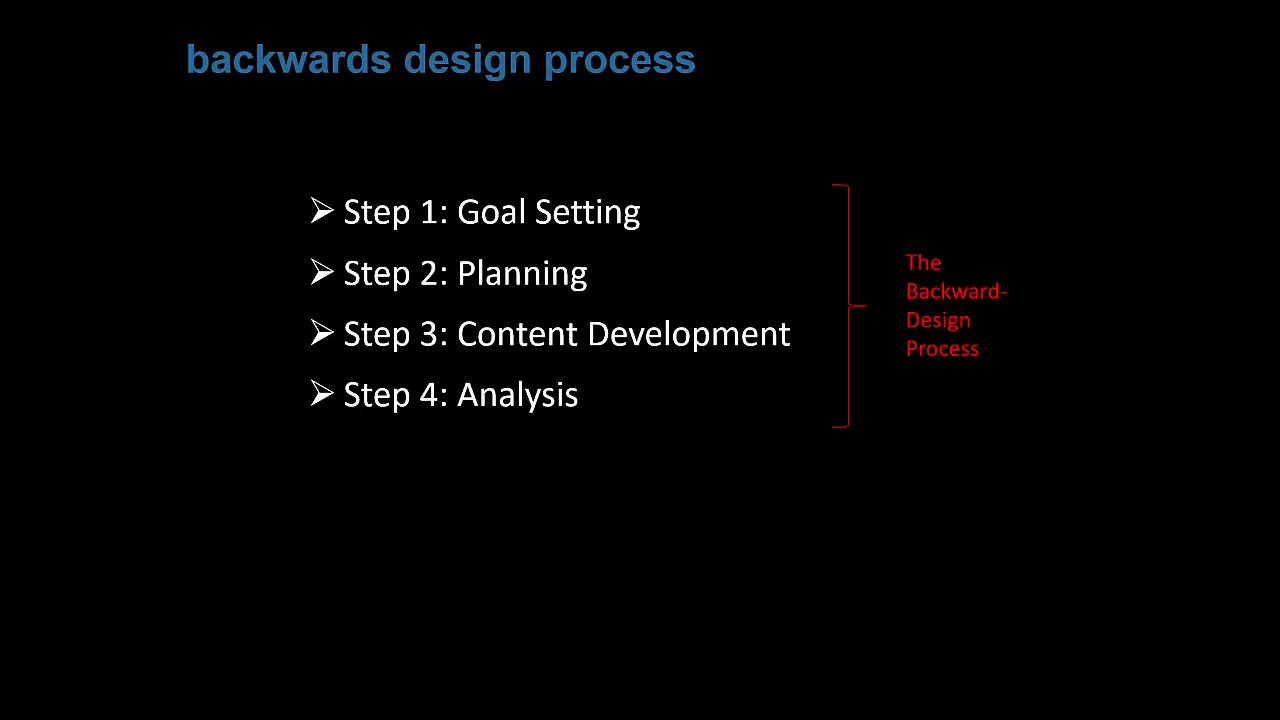 backwards design process
Step 1: Goal Setting
Step 2: Planning
Step 3: Content Development
Step 4: Analysis
The
Backward-
Design
Process